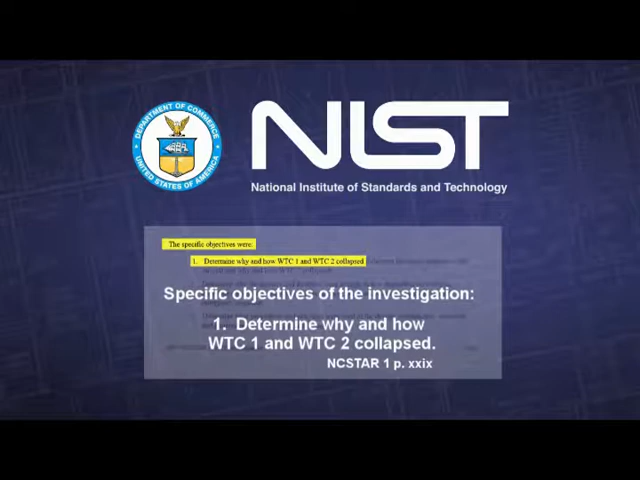 DEPARTMENT OF COMMERCE
UNITED STATES OF AMERICA
NIST
National Institute of Standards and Technology
The specific objectives were:
1. Determine why and how WTC 1 and WTC 2 collapsed
Specific objectives of the investigation:
1. Determine why and how
WTC 1 and WTC 2 collapsed.
NCSTAR 1 p. xxix